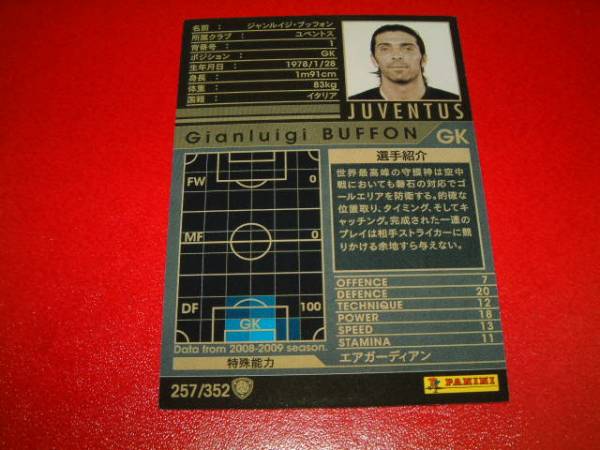 名前 : ジャンルイジ・ブッフォン
所属クラブ : ユベントス
背番号 : 1
ポジション : GK
生年月日 : 1978/1/28
身長 : 1m91cm
体重 : 83kg
国籍 : イタリア
JUVENTUS
Gianluigi BUFFON GK
FW 0
MF 0
DF 100
GK
Data from 2008-2009 season.
選手紹介
世界最高峰の守護神は空中
戦においても磐石の対応でゴ
ールエリアを防衛する。的確な
位置取り、タイミング、そしてキ
ャッチング。完成された一連の
プレイは相手ストライカーに競
りかける余地すら与えない。
OFFENCE 7
DEFENCE 20
TECHNIQUE 12
POWER 18
SPEED 13
STAMINA 11
特殊能力 エアガーディアン
257/352
PANINI